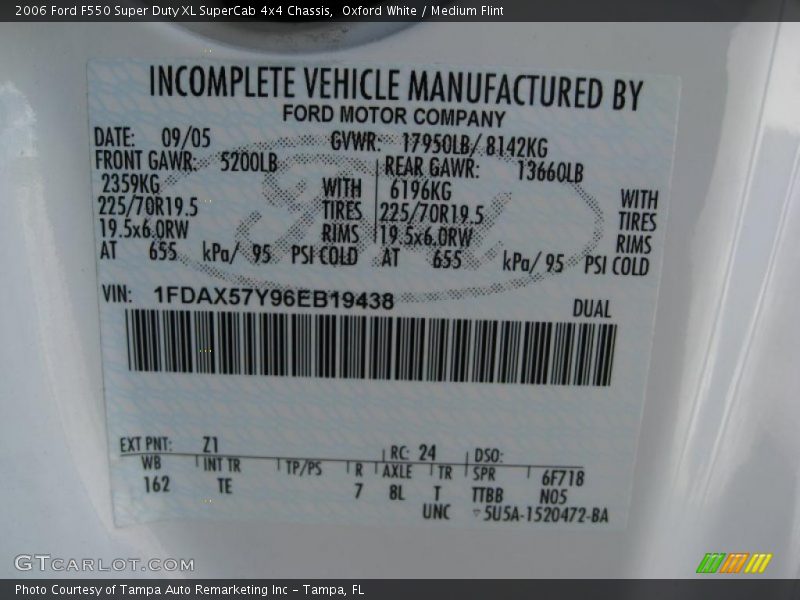 2006 Ford F550 Super Duty XL SuperCab 4x4 Chassis, Oxford White / Medium Flint
INCOMPLETE VEHICLE MANUFACTURED BY
FORD MOTOR COMPANY
DATE: 09/05 GVWR: 17950LB/ 8142KG
FRONT GAWR: 5200LB REAR GAWR: 13660LB
2359KG WITH 6196KG WITH
225/70R19.5 TIRES 225/70R19.5 TIRES
19.5x6.0RW RIMS 19.5x6.0RW RIMS
AT 655 kPa/ 95 PSI COLD AT 655 kPa/ 95 PSI COLD
VIN: 1FDAX57Y96EB19438
DUAL
EXT PNT: Z1 RC: 24 DSO:
WB INT TR TP/PS R AXLE TR SPR 6F718
162 TE 7 8L T TTBB N05
UNC 5U5A-1520472-BA
GTCARLOT.COM
Photo Courtesy of Tampa Auto Remarketing Inc - Tampa, FL